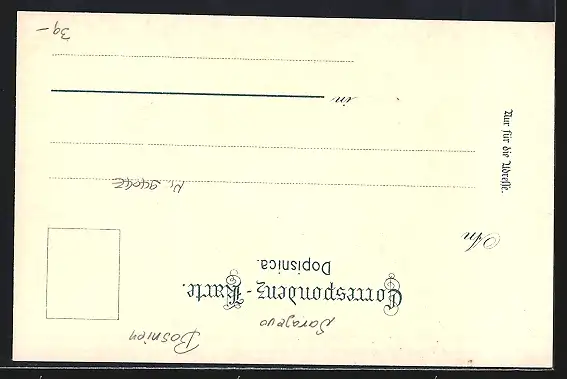 Bosnien
Sarajevo
Correspondenz-Karte.
Dopisnica.
An
in
Nur für die Adresse.
39-